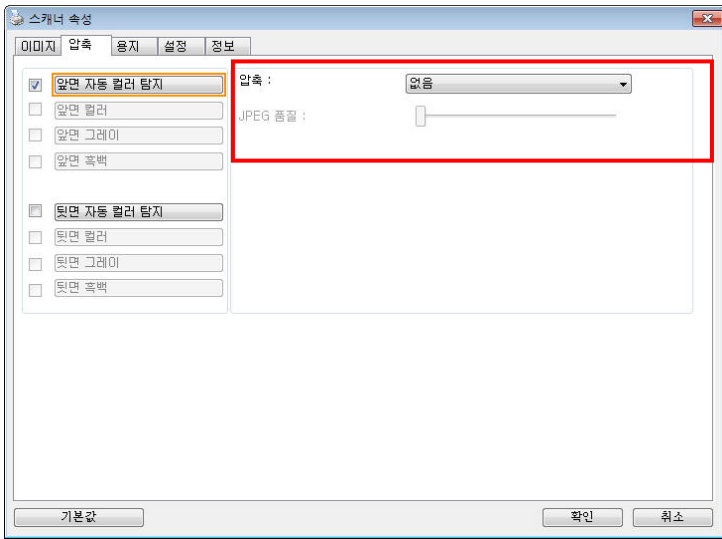 스캐너 속성
이미지 압축 용지 설정 정보
앞면 자동 컬러 탐지
앞면 컬러
앞면 그레이
앞면 흑백
뒷면 자동 컬러 탐지
뒷면 컬러
뒷면 그레이
뒷면 흑백
압축 : 없음
JPEG 품질 :
기본값 확인 취소